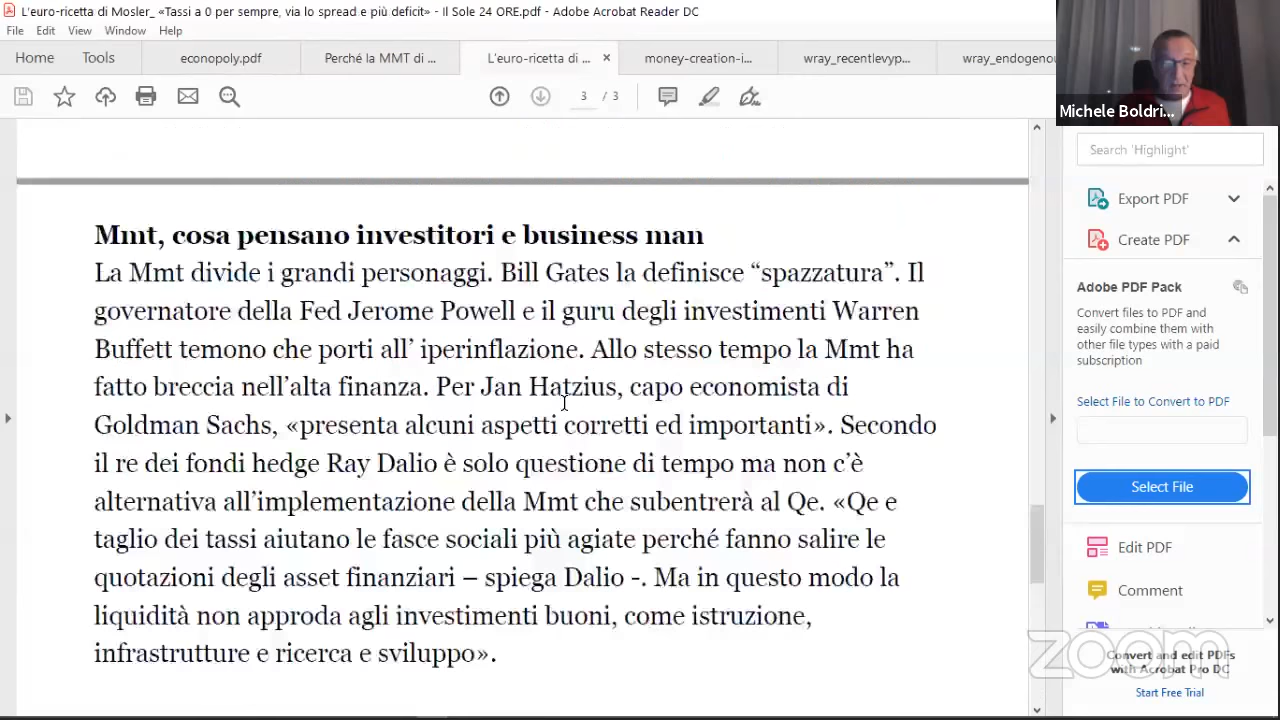 L'euro-ricetta di Mosler_ «Tassi a 0 per sempre, via lo spread e più deficit» - Il Sole 24 ORE.pdf - Adobe Acrobat Reader DC
File Edit View Window Help
Home Tools econopoly.pdf Perché la MMT di ... L'euro-ricetta di ... × money-creation-i... wray_recentlevyp... wray_endogenou
3 / 3
Michele Boldri...
Search 'Highlight'
Export PDF
Create PDF
Adobe PDF Pack
Convert files to PDF and
easily combine them with
other file types with a paid
subscription
Select File to Convert to PDF
Select File
Edit PDF
Comment
Convert and edit PDFs
with Acrobat Pro DC
Start Free Trial
zoom
Mmt, cosa pensano investitori e business man
La Mmt divide i grandi personaggi. Bill Gates la definisce “spazzatura”. Il
governatore della Fed Jerome Powell e il guru degli investimenti Warren
Buffett temono che porti all’ iperinflazione. Allo stesso tempo la Mmt ha
fatto breccia nell’alta finanza. Per Jan Hatzius, capo economista di
Goldman Sachs, «presenta alcuni aspetti corretti ed importanti». Secondo
il re dei fondi hedge Ray Dalio è solo questione di tempo ma non c’è
alternativa all’implementazione della Mmt che subentrerà al Qe. «Qe e
taglio dei tassi aiutano le fasce sociali più agiate perché fanno salire le
quotazioni degli asset finanziari – spiega Dalio -. Ma in questo modo la
liquidità non approda agli investimenti buoni, come istruzione,
infrastrutture e ricerca e sviluppo».